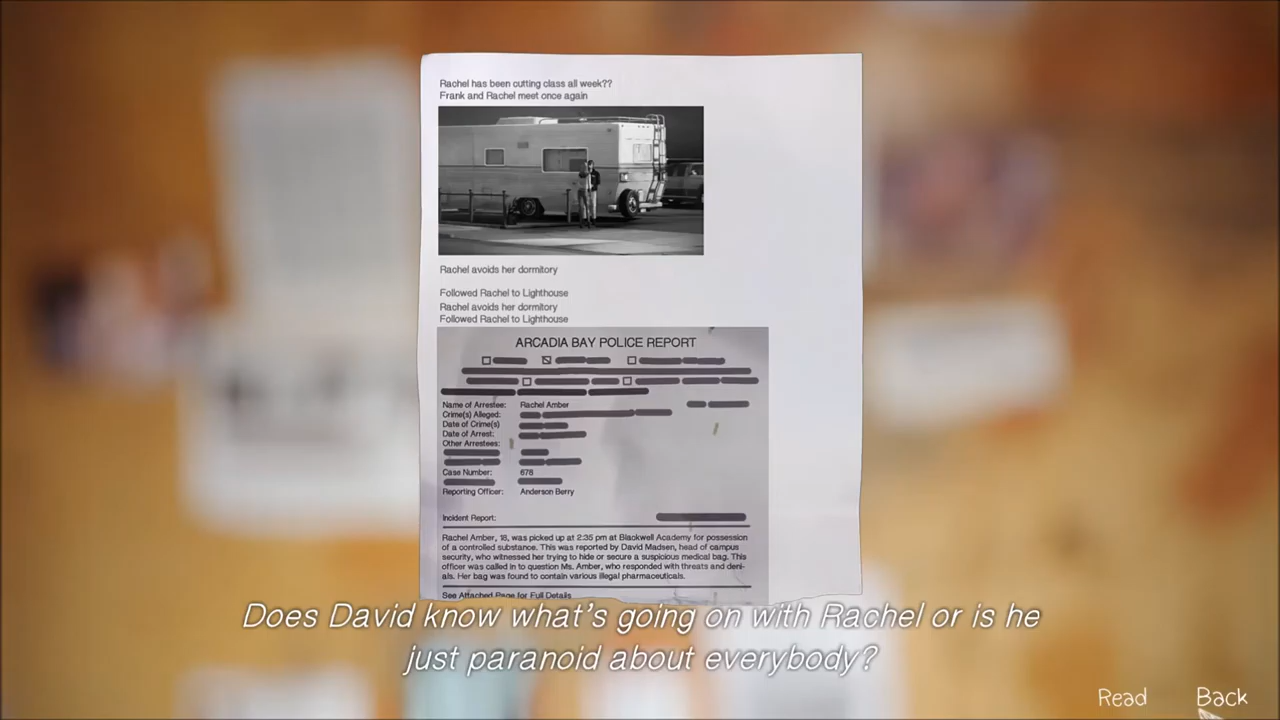 Rachel has been cutting class all week??
Frank and Rachel meet once again
Rachel avoids her dormitory
Followed Rachel to Lighthouse
Rachel avoids her dormitory
Followed Rachel to Lighthouse
ARCADIA BAY POLICE REPORT
Name of Arrestee: Rachel Amber
Crime(s) Alleged:
Date of Crime(s)
Date of Arrest:
Other Arrestees:
Case Number: 678
Reporting Officer: Anderson Berry
Incident Report:
Rachel Amber, 18, was picked up at 2:35 pm at Blackwell Academy for possession
of a controlled substance. This was reported by David Madsen, head of campus
security, who witnessed her trying to hide or secure a suspicious medical bag. This
officer was called in to question Ms. Amber, who responded with threats and deni-
als. Her bag was found to contain various illegal pharmaceuticals.
See Attached Page for Full Details
Does David know what's going on with Rachel or is he
just paranoid about everybody?
Read Back